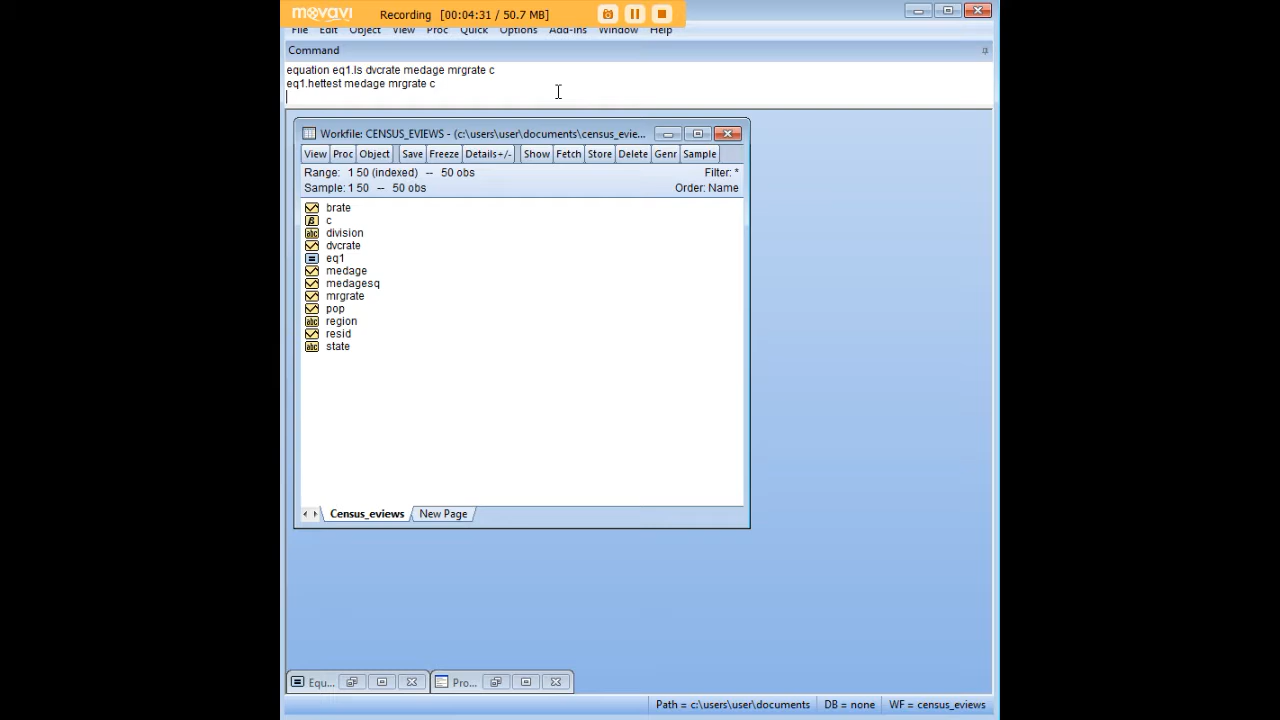 movavi Recording [00:04:31 / 50.7 MB]
File Edit Object View Proc Quick Options Add-ins Window Help
Command
equation eq1.ls dvcrate medage mrgrate c
eq1.hettest medage mrgrate c
Workfile: CENSUS_EVIEWS - (c:\users\user\documents\census_evie...
View Proc Object Save Freeze Details+/- Show Fetch Store Delete Genr Sample
Range: 1 50 (indexed) -- 50 obs Filter: *
Sample: 1 50 -- 50 obs Order: Name
brate
β c
abc division
dvcrate
eq1
medage
medagesq
mrgrate
pop
abc region
resid
abc state
Census_eviews New Page
Equ... Pro...
Path = c:\users\user\documents DB = none WF = census_eviews